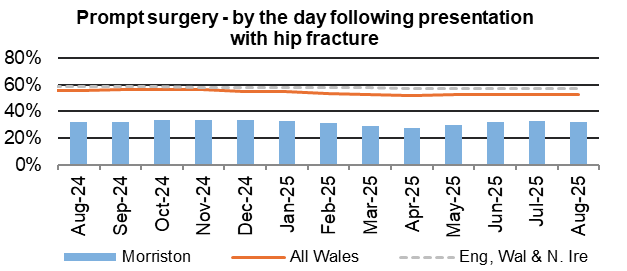 Prompt surgery - by the day following presentation
with hip fracture
80%
60%
40%
20%
0%
Aug-24
Sep-24
Oct-24
Nov-24
Dec-24
Jan-25
Feb-25
Mar-25
Apr-25
May-25
Jun-25
Jul-25
Aug-25
Morriston
All Wales
Eng, Wal & N. Ire